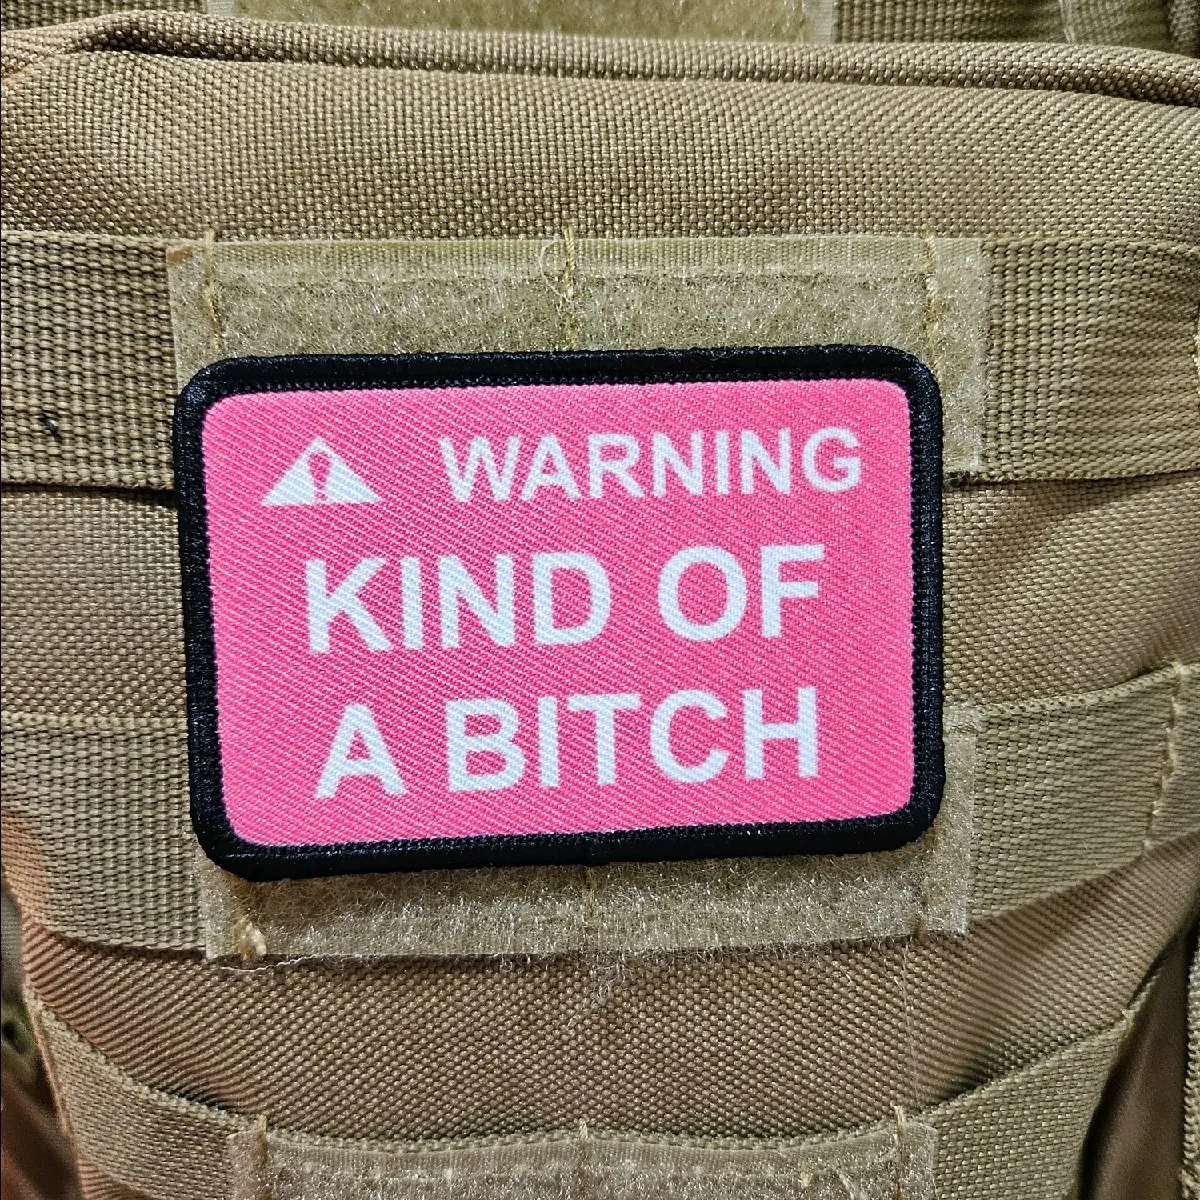 WARNING
KIND OF
A BITCH